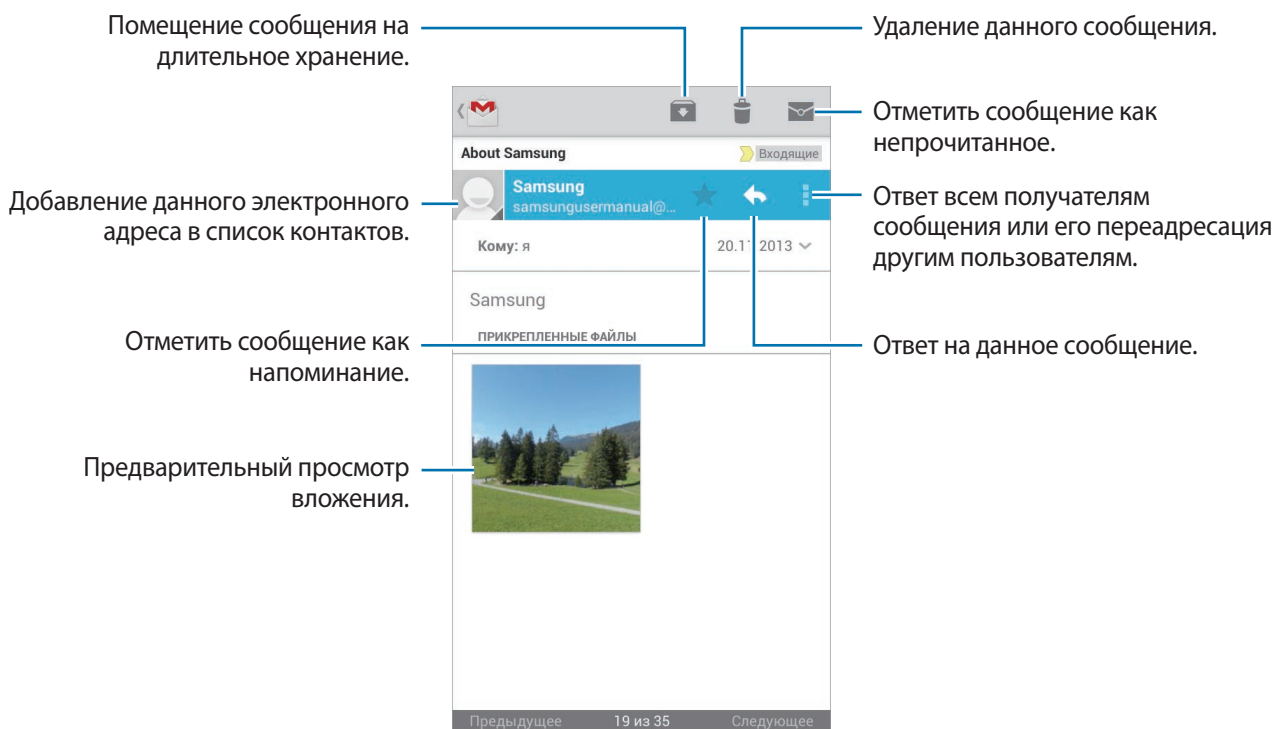 Помещение сообщения на
длительное хранение.
Удаление данного сообщения.
Отметить сообщение как
непрочитанное.
About Samsung
Входящие
Добавление данного электронного
адреса в список контактов.
Samsung
samsungusermanual@...
Ответ всем получателям
сообщения или его переадресация
другим пользователям.
Кому: я
2013
Samsung
ПРИКРЕПЛЕННЫЕ ФАЙЛЫ
Отметить сообщение как
напоминание.
Ответ на данное сообщение.
Предварительный просмотр
вложения.
Предыдущее
19 из 35
Следующее